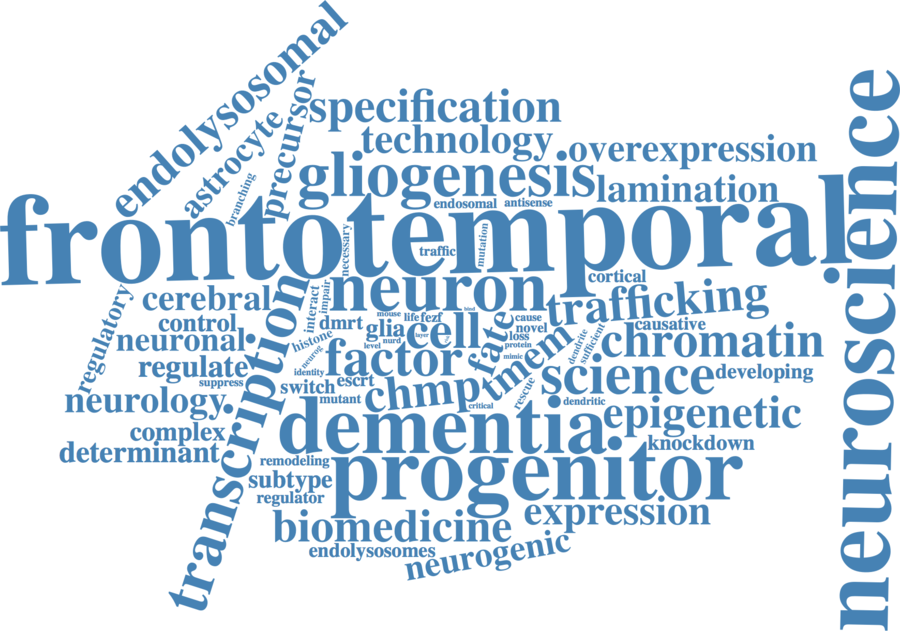 endolysosomal
astrocyte
precursor
branching
specification
technology
overexpression
gliogenesis
lamination
endosomal
antisense
neuroscience
frontotemporal
necessary
traffic
mutation
cortical
regulatory
cerebral
transcription
interact
impair
neuron
trafficking
control
neuronal
dmrt
mouse
life
fezf
bind
cause
causative
histone
glia
cell
layer
fate
novel
loss
protein
mimic
dendrite
sufficient
chromatin
neurog
level
nurd
regulate
suppress
identity
factor
tmem
science
developing
switch
escrt
mutant
chmp
critical
rescue
dendritic
neurology
complex
determinant
dementia
epigenetic
knockdown
remodeling
subtype
regulator
progenitor
biomedicine
expression
endolysosomes
neurogenic